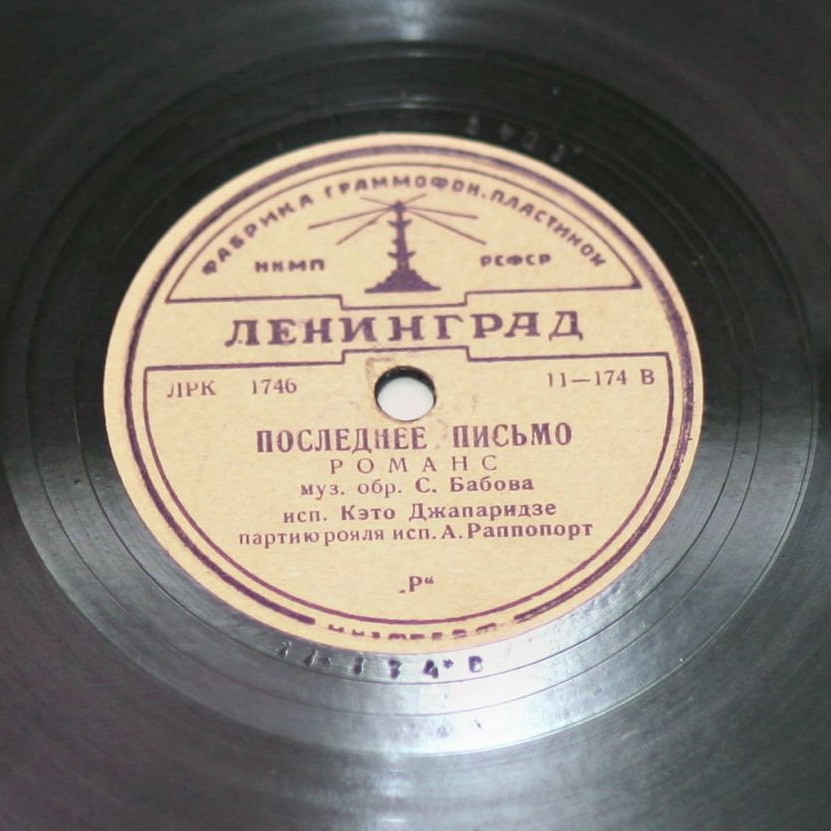 ФАБРИКА ГРАММОФОН. ПЛАСТИНОК
НКМП РСФСР
ЛЕНИНГРАД
ЛРК 1746 11—174 В
ПОСЛЕДНЕЕ ПИСЬМО
РОМАНС
муз. обр. С. Бабова
исп. Кэто Джапаридзе
партию рояля исп. А. Раппопорт
„Р“